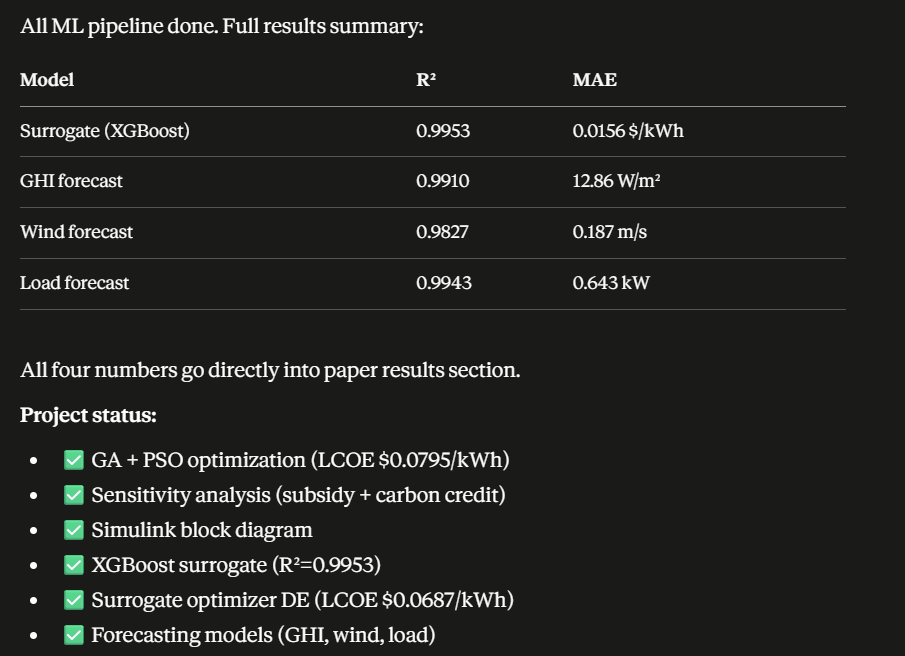 All ML pipeline done. Full results summary:
Model R² MAE
Surrogate (XGBoost) 0.9953 0.0156 $/kWh
GHI forecast 0.9910 12.86 W/m²
Wind forecast 0.9827 0.187 m/s
Load forecast 0.9943 0.643 kW
All four numbers go directly into paper results section.
Project status:
• ✅ GA + PSO optimization (LCOE $0.0795/kWh)
• ✅ Sensitivity analysis (subsidy + carbon credit)
• ✅ Simulink block diagram
• ✅ XGBoost surrogate (R²=0.9953)
• ✅ Surrogate optimizer DE (LCOE $0.0687/kWh)
• ✅ Forecasting models (GHI, wind, load)